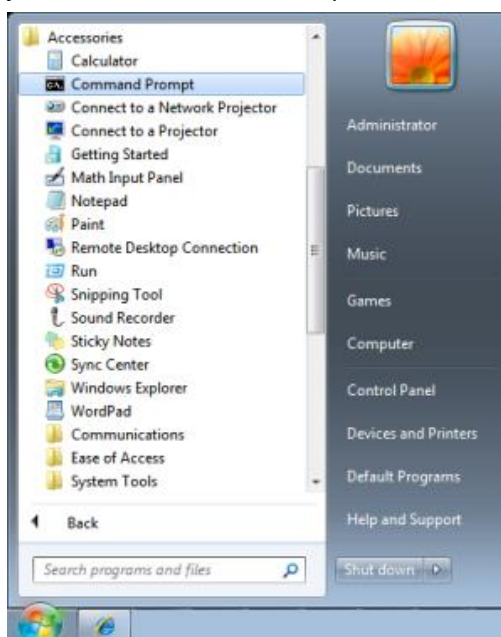 Accessories
Calculator
Command Prompt
Connect to a Network Projector
Connect to a Projector
Getting Started
Math Input Panel
Notepad
Paint
Remote Desktop Connection
Run
Snipping Tool
Sound Recorder
Sticky Notes
Sync Center
Windows Explorer
WordPad
Communications
Ease of Access
System Tools
Back
Search programs and files
Administrator
Documents
Pictures
Music
Games
Computer
Control Panel
Devices and Printers
Default Programs
Help and Support
Shut down